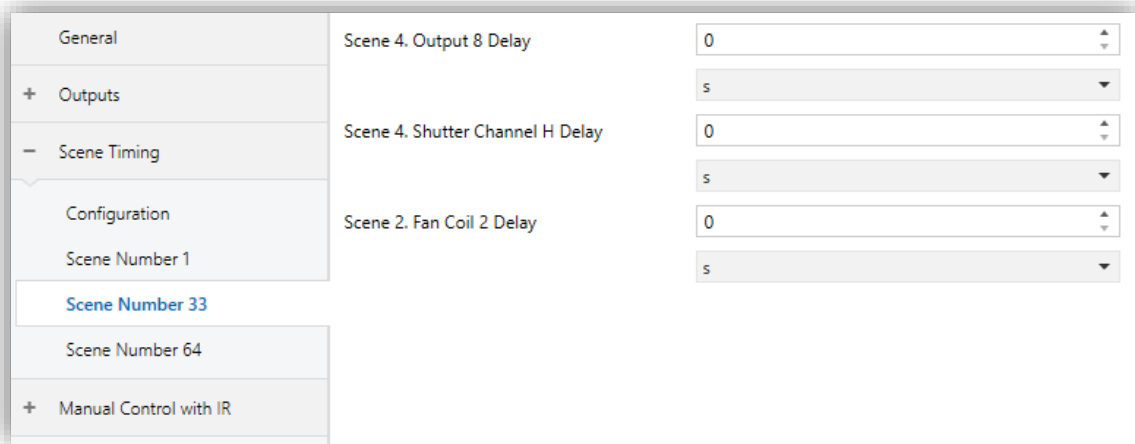 General
+ Outputs
− Scene Timing
Configuration
Scene Number 1
Scene Number 33
Scene Number 64
+ Manual Control with IR
Scene 4. Output 8 Delay
0
s
Scene 4. Shutter Channel H Delay
0
s
Scene 2. Fan Coil 2 Delay
0
s